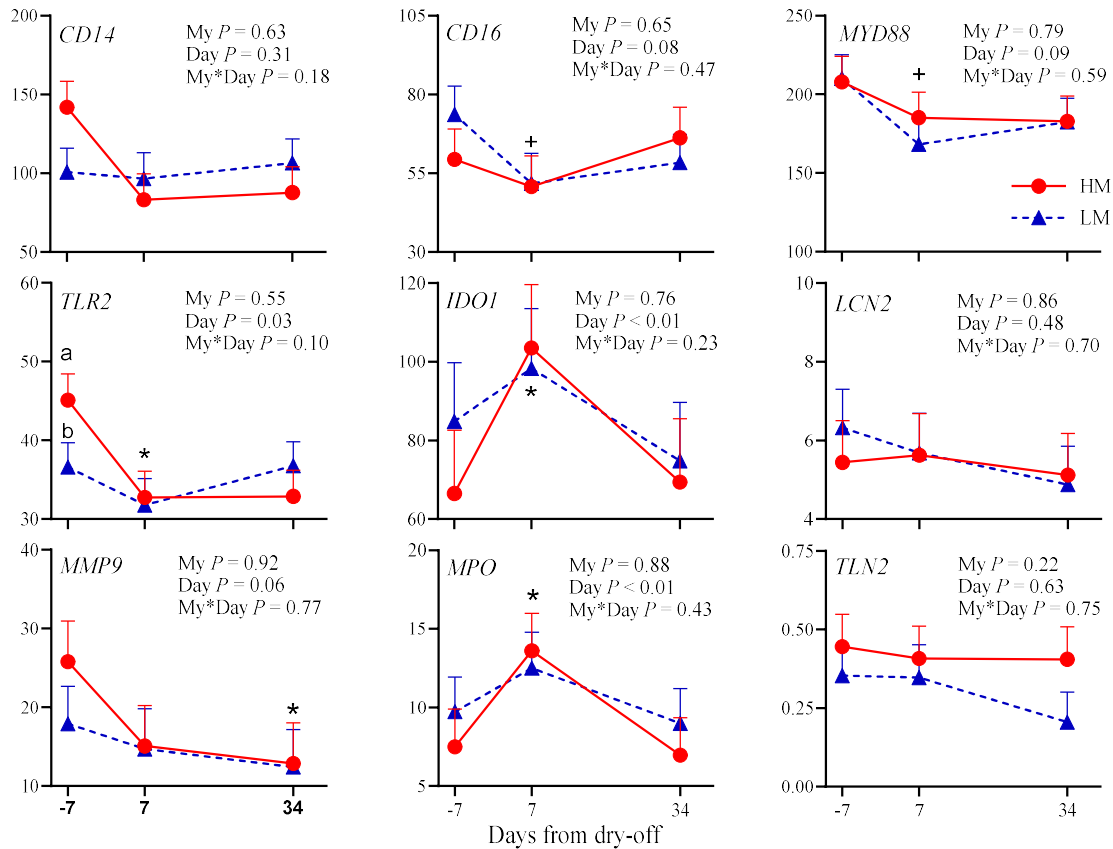 CD14
My P = 0.63
Day P = 0.31
My*Day P = 0.18
200
150
100
50
CD16
My P = 0.65
Day P = 0.08
My*Day P = 0.47
105
80
55
30
+
MYD88
My P = 0.79
Day P = 0.09
My*Day P = 0.59
250
200
150
100
+
HM
LM
TLR2
My P = 0.55
Day P = 0.03
My*Day P = 0.10
60
50
40
30
a
b
*
IDO1
My P = 0.76
Day P < 0.01
My*Day P = 0.23
120
100
80
60
*
LCN2
My P = 0.86
Day P = 0.48
My*Day P = 0.70
10
8
6
4
MMP9
My P = 0.92
Day P = 0.06
My*Day P = 0.77
40
30
20
10
*
-7 7 34
MPO
My P = 0.88
Day P < 0.01
My*Day P = 0.43
20
15
10
5
*
-7 7 34
TLN2
My P = 0.22
Day P = 0.63
My*Day P = 0.75
0.75
0.50
0.25
0.00
-7 7 34
Days from dry-off